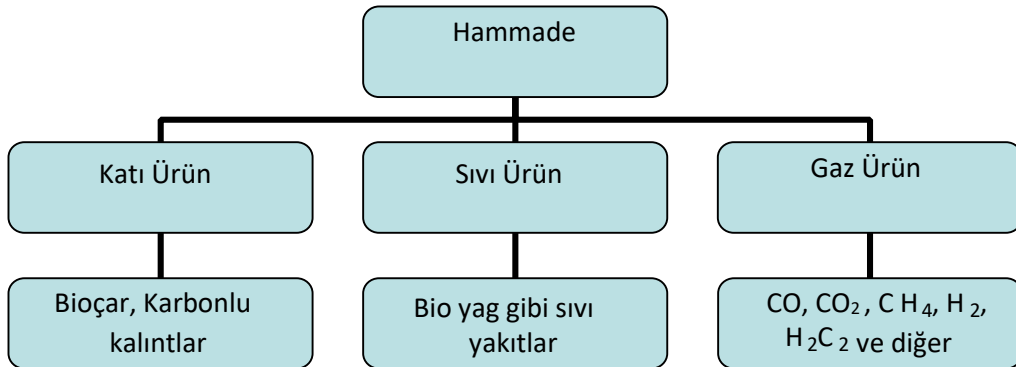 Hammade
Katı Ürün
Sıvı Ürün
Gaz Ürün
Bioçar, Karbonlu
kalıntlar
Bio yag gibi sıvı
yakıtlar
CO, CO₂, C H₄, H ₂,
H ₂C ₂ ve diğer